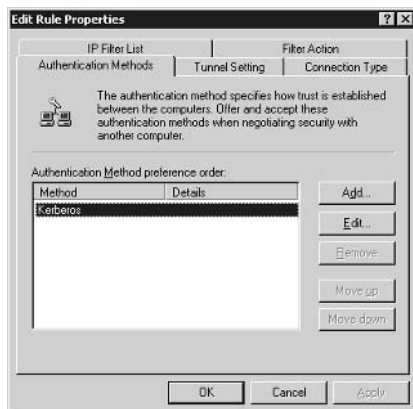 Edit Rule Properties
IP Filter List
Filter Action
Authentication Methods
Tunnel Setting
Connection Type
The authentication method specifies how trust is established
between the computers. Offer and accept these
authentication methods when negotiating security with
another computer.
Authentication Method preference order:
Method
Details
Kerberos
Add...
Edit...
Remove
Move up
Move down
OK
Cancel
Apply